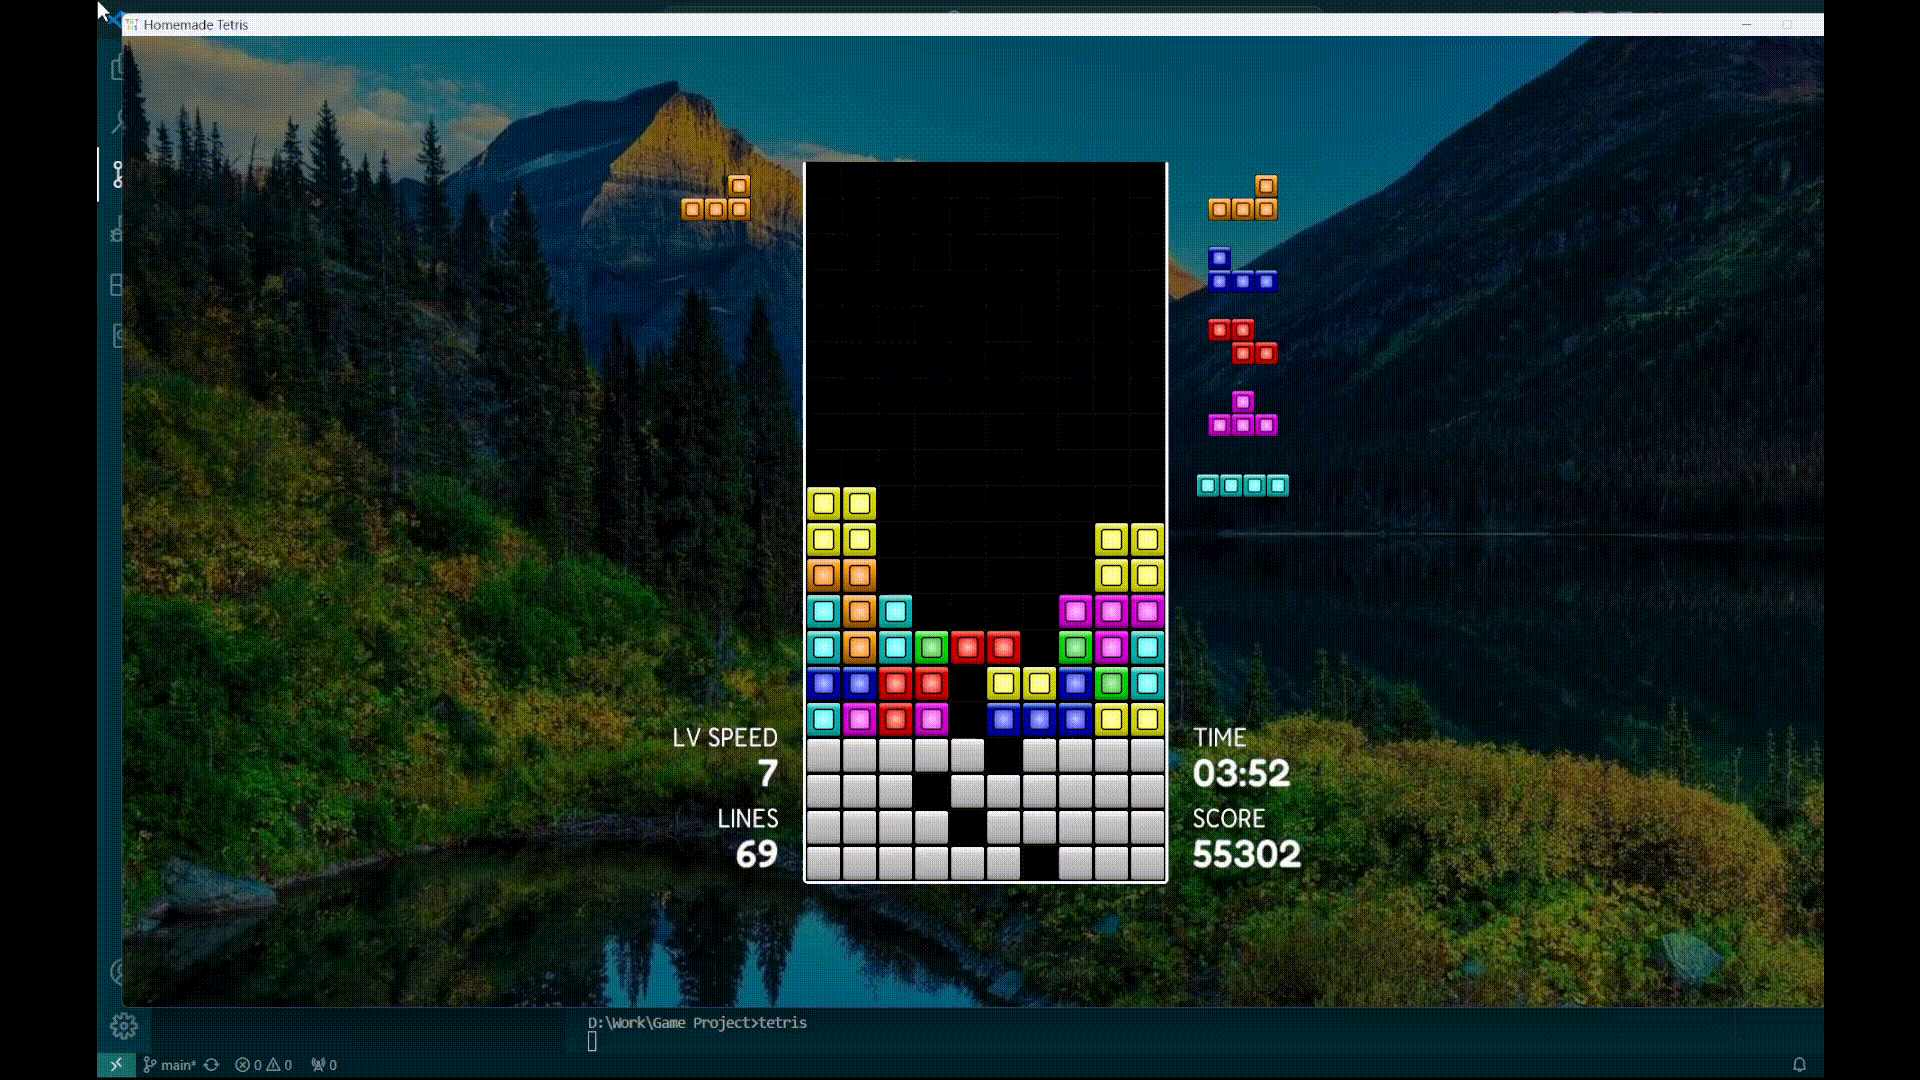 Homemade Tetris
LV SPEED
7
LINES
69
TIME
03:52
SCORE
55302
D:\Work\Game Project>tetris
main* 0 0 0